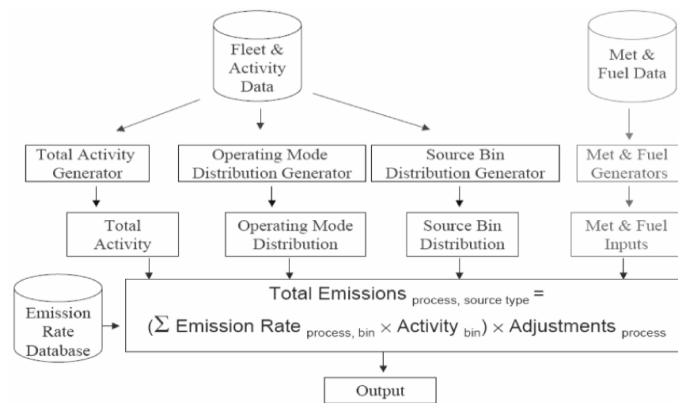 Fleet &
Activity
Data
Met &
Fuel Data
Total Activity
Generator
Operating Mode
Distribution Generator
Source Bin
Distribution Generator
Met & Fuel
Generators
Total
Activity
Operating Mode
Distribution
Source Bin
Distribution
Met & Fuel
Inputs
Emission
Rate
Database
Total Emissions process, source type =
(Σ Emission Rate process, bin × Activity bin) × Adjustments process
Output